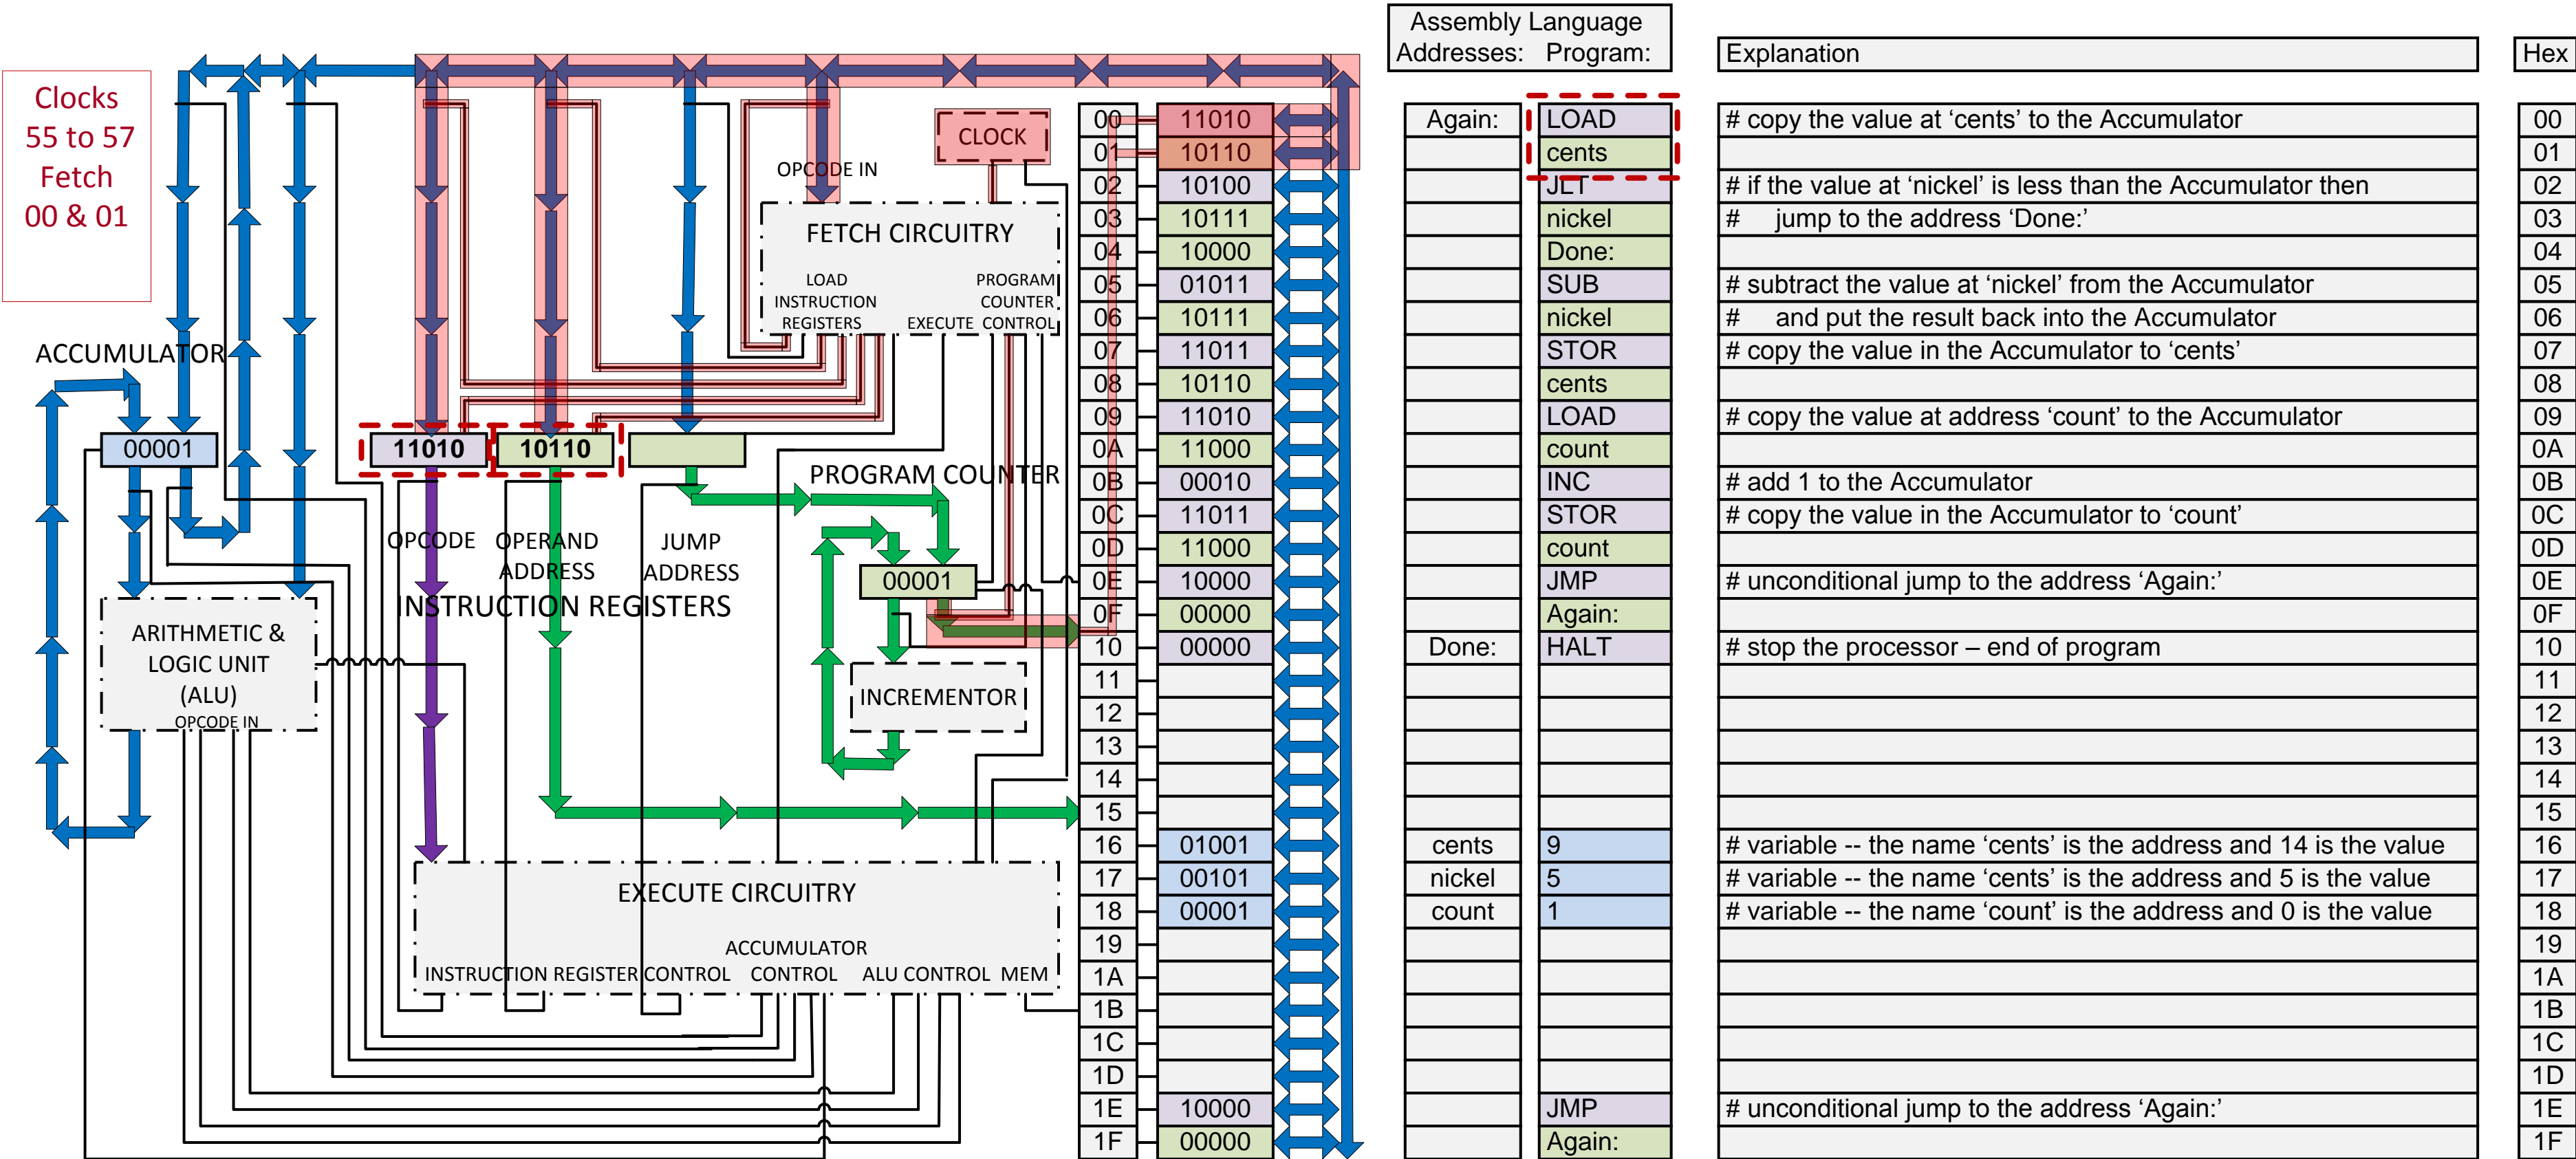 Assembly Language
Addresses: Program:
Explanation
Hex
Clocks
55 to 57
Fetch
00 & 01
CLOCK
OPCODE IN
FETCH CIRCUITRY
LOAD
INSTRUCTION
REGISTERS
EXECUTE
PROGRAM
COUNTER
CONTROL
ACCUMULATOR
00001
11010
10110
PROGRAM COUNTER
OPCODE
OPERAND
ADDRESS
JUMP
ADDRESS
INSTRUCTION REGISTERS
00001
INCREMENTOR
ARITHMETIC &
LOGIC UNIT
(ALU)
OPCODE IN
EXECUTE CIRCUITRY
INSTRUCTION REGISTER CONTROL
ACCUMULATOR
CONTROL
ALU CONTROL
MEM
00 11010 Again: LOAD # copy the value at 'cents' to the Accumulator 00
01 10110 cents 01
02 10100 JLT # if the value at ‘nickel’ is less than the Accumulator then 02
03 10111 nickel # jump to the address ‘Done:’ 03
04 10000 Done: 04
05 01011 SUB # subtract the value at ‘nickel’ from the Accumulator 05
06 10111 nickel # and put the result back into the Accumulator 06
07 11011 STOR # copy the value in the Accumulator to ‘cents’ 07
08 10110 cents 08
09 11010 LOAD # copy the value at address ‘count’ to the Accumulator 09
0A 11000 count 0A
0B 00010 INC # add 1 to the Accumulator 0B
0C 11011 STOR # copy the value in the Accumulator to ‘count’ 0C
0D 11000 count 0D
0E 10000 JMP # unconditional jump to the address ‘Again:’ 0E
0F 00000 Again: 0F
10 00000 Done: HALT # stop the processor – end of program 10
11 11
12 12
13 13
14 14
15 15
16 01001 cents 9 # variable -- the name ‘cents’ is the address and 14 is the value 16
17 00101 nickel 5 # variable -- the name ‘cents’ is the address and 5 is the value 17
18 00001 count 1 # variable -- the name ‘count’ is the address and 0 is the value 18
19 19
1A 1A
1B 1B
1C 1C
1D 1D
1E 10000 JMP # unconditional jump to the address ‘Again:’ 1E
1F 00000 Again: 1F